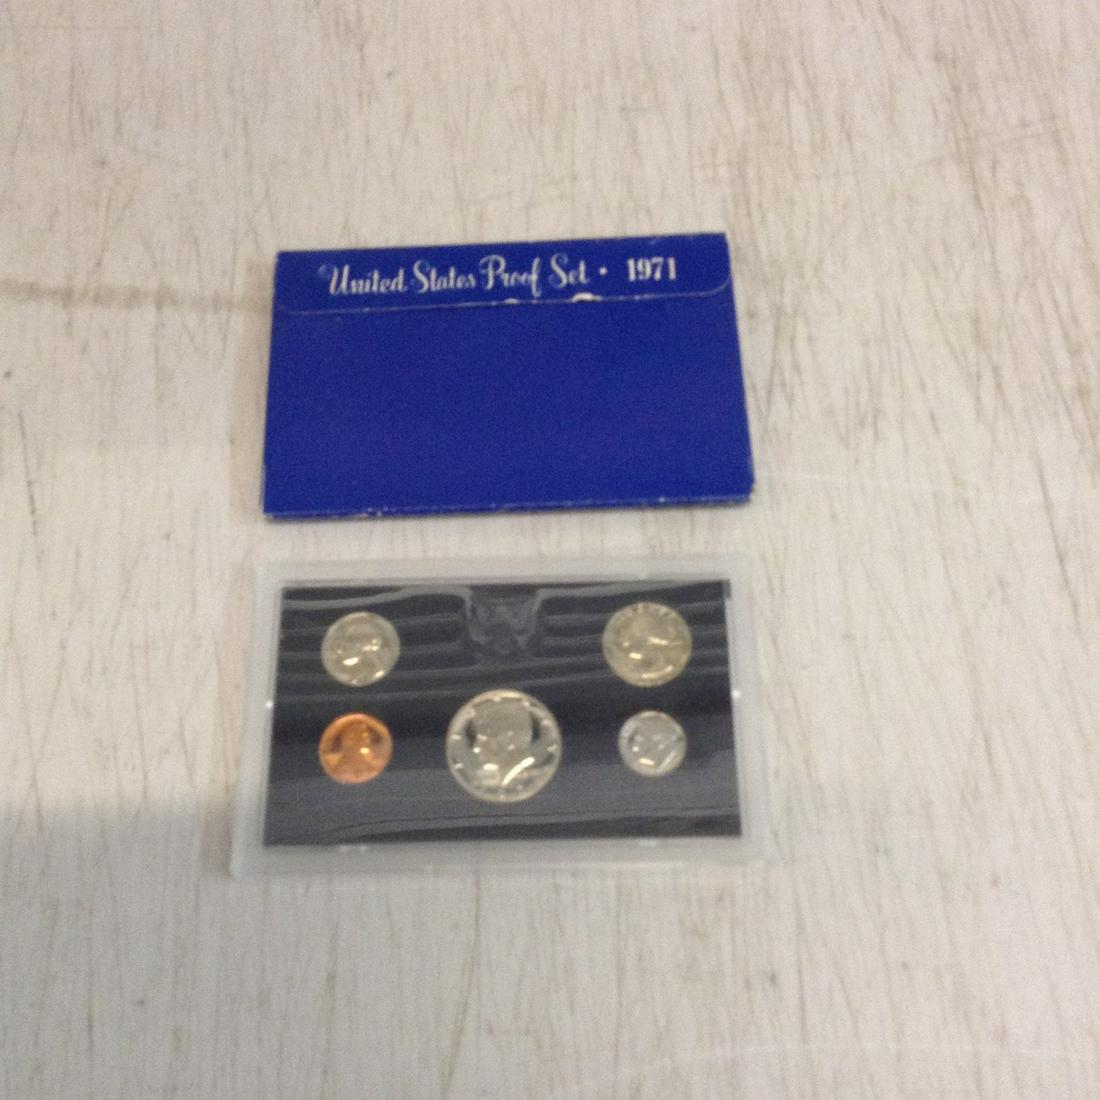 United States Proof Set · 1971